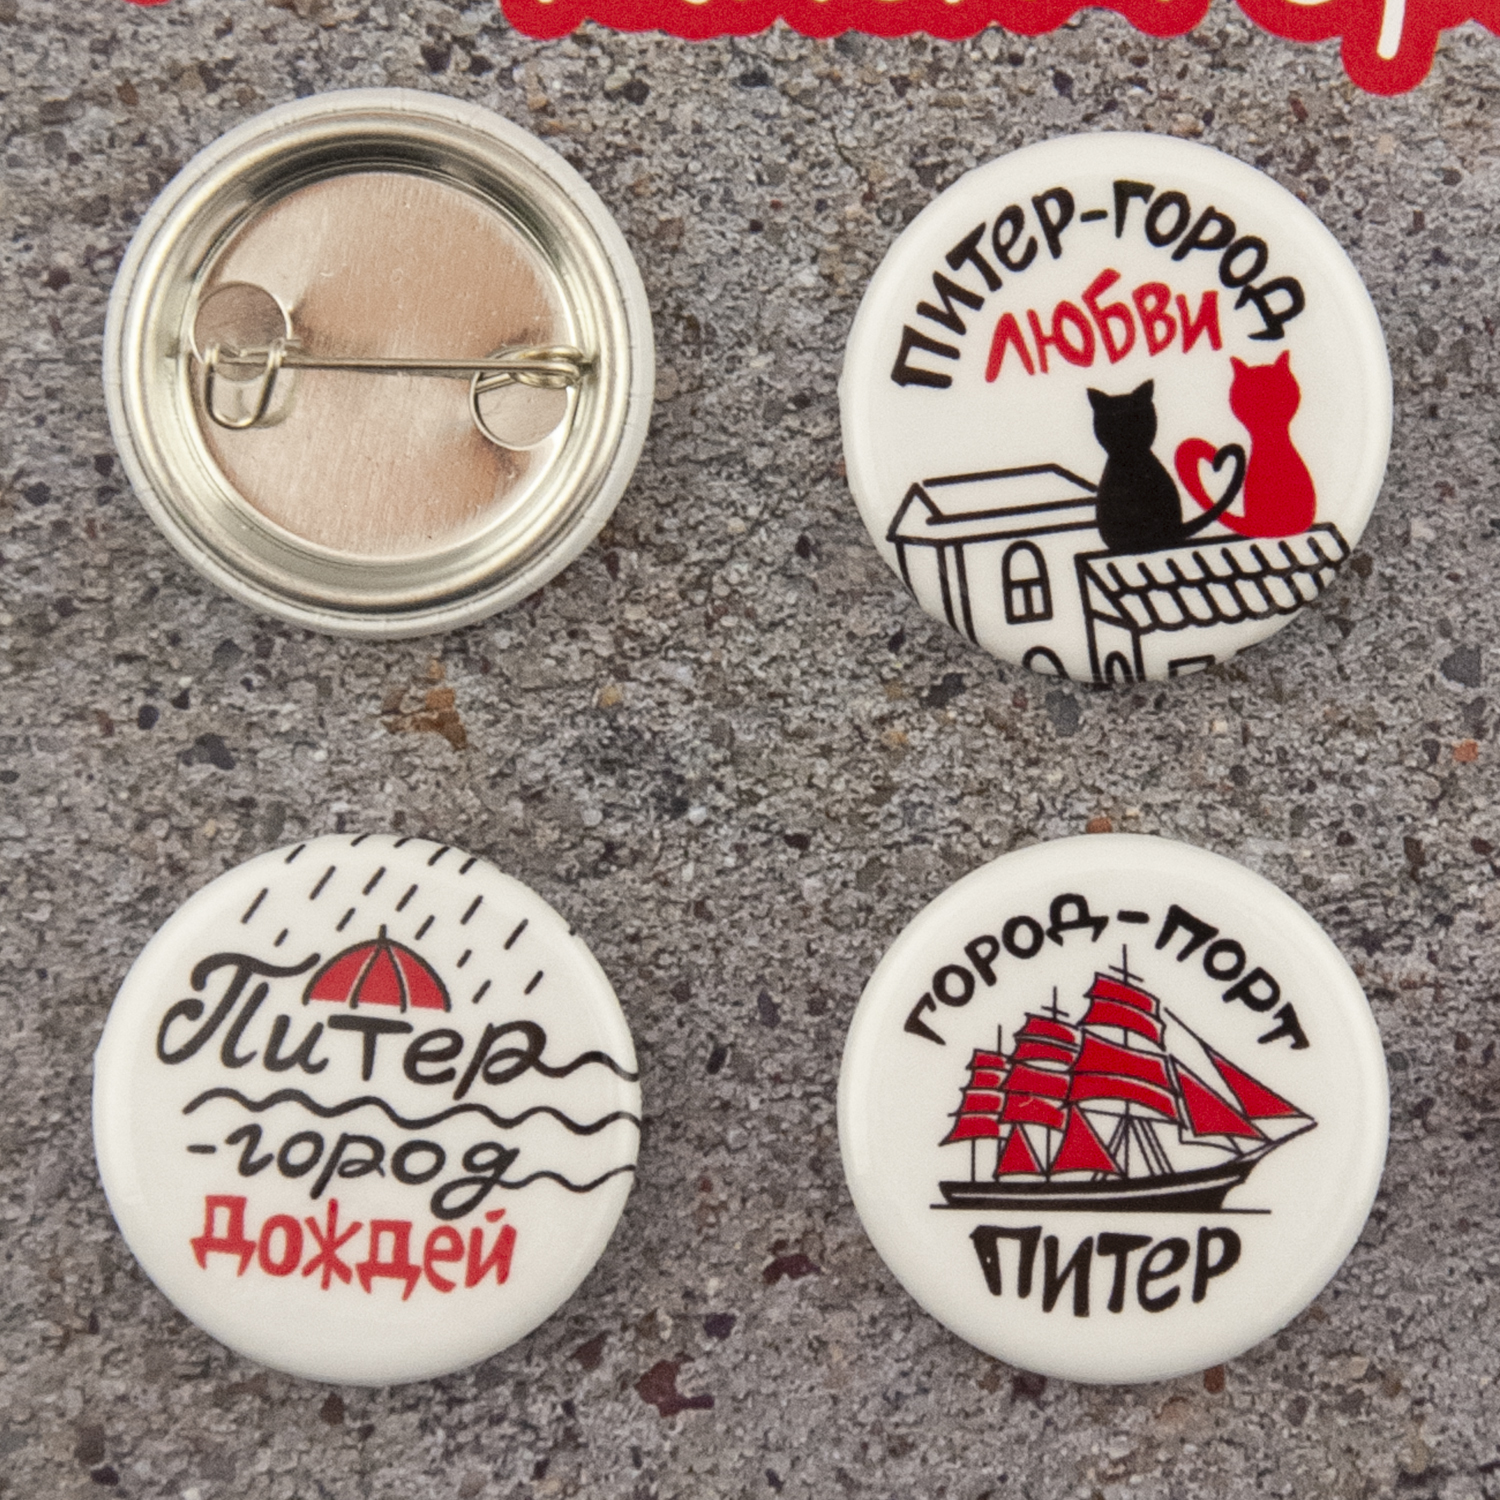 ПИТЕР-ГОРОД
ЛЮБВИ
Питер
-город
ДОЖДЕЙ
ГОРОД-ПОРТ
ПИТЕР